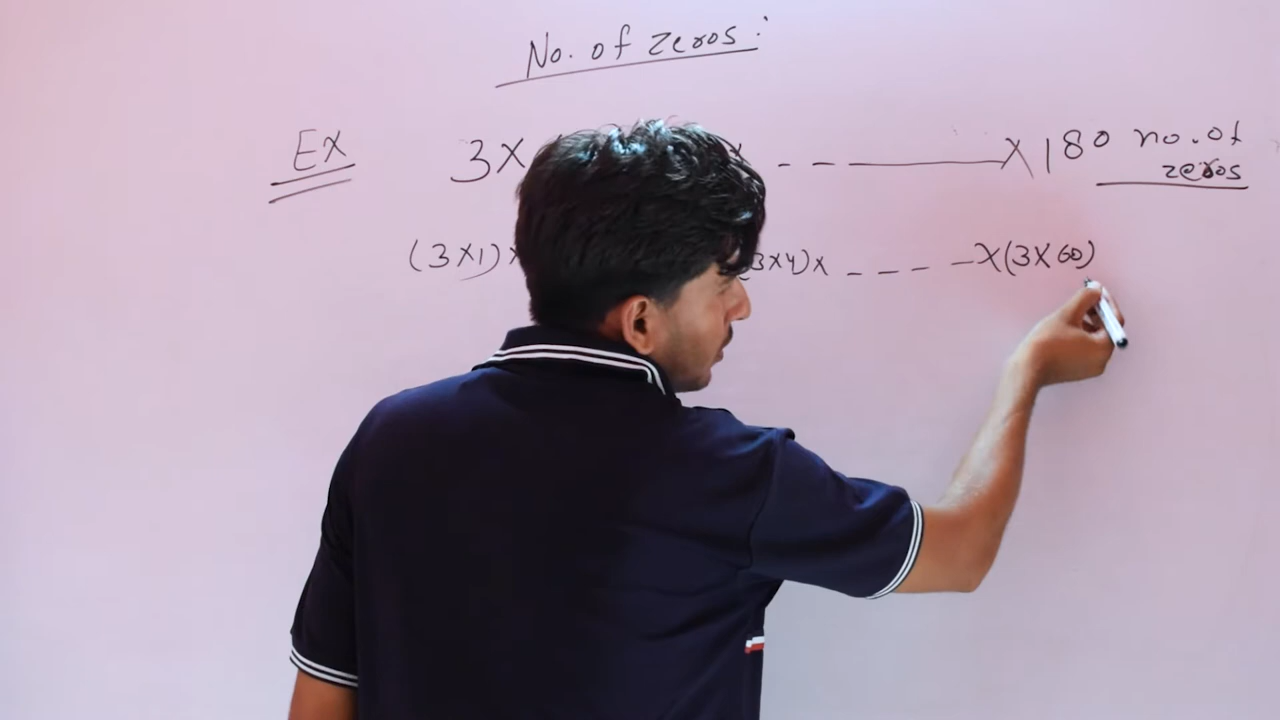 No. of zeros:
Ex 3X X - - ———X180 no. of
zeros
(3X1)X (3X4)X _ _ _ _ X(3X60)